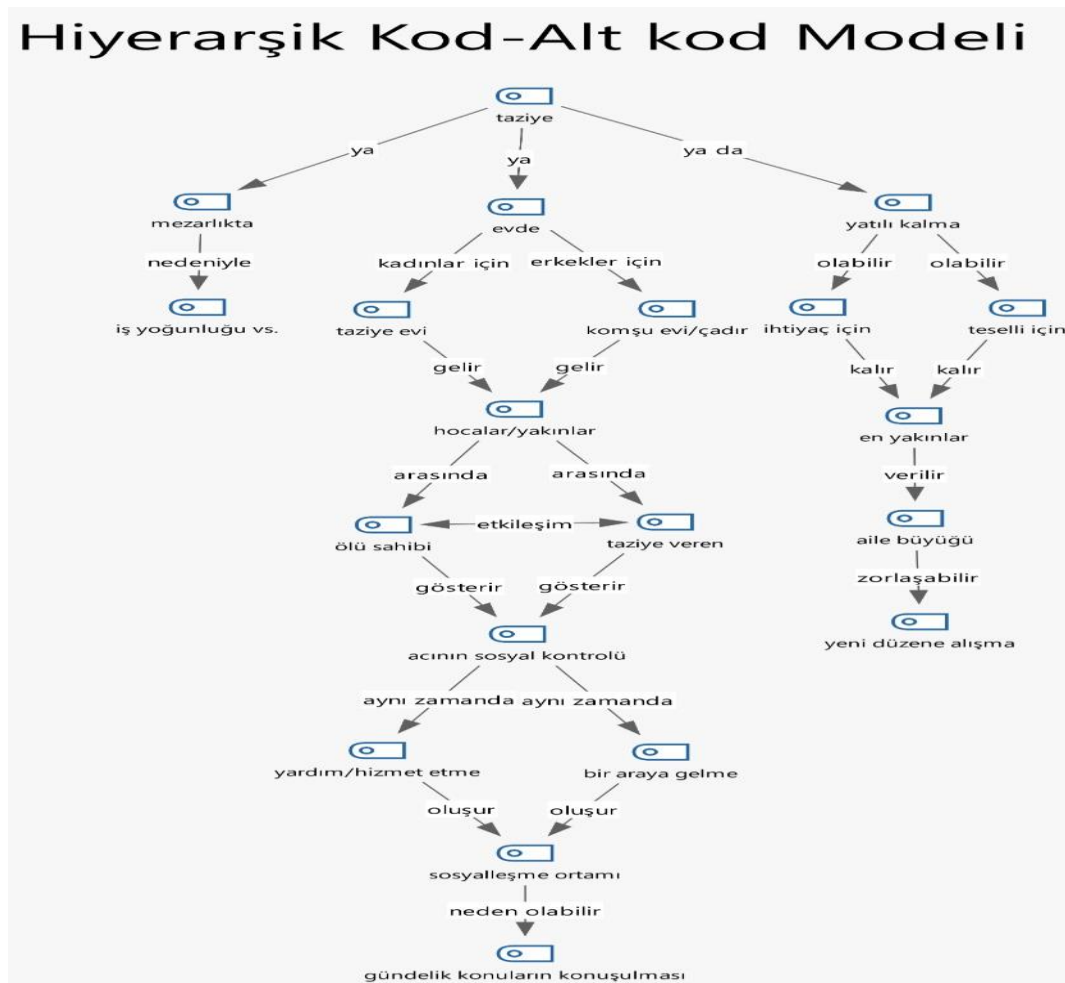 Hiyerarşik Kod-Alt kod Modeli
taziye
ya
ya
ya da
mezarlıkta
evde
yatılı kalma
nedeniyle
kadınlar için
erkekler için
olabilir
olabilir
iş yoğunluğu vs.
taziye evi
komşu evi/çadır
ihtiyaç için
teselli için
gelir
gelir
kalır
kalır
hocalar/yakınlar
en yakınlar
arasında
arasında
verilir
ölü sahibi
etkileşim
taziye veren
aile büyüğü
gösterir
gösterir
zorlaşabilir
acının sosyal kontrolü
yeni düzene alışma
aynı zamanda
aynı zamanda
yardım/hizmet etme
bir araya gelme
oluşur
oluşur
sosyalleşme ortamı
neden olabilir
gündelik konuların konuşulması